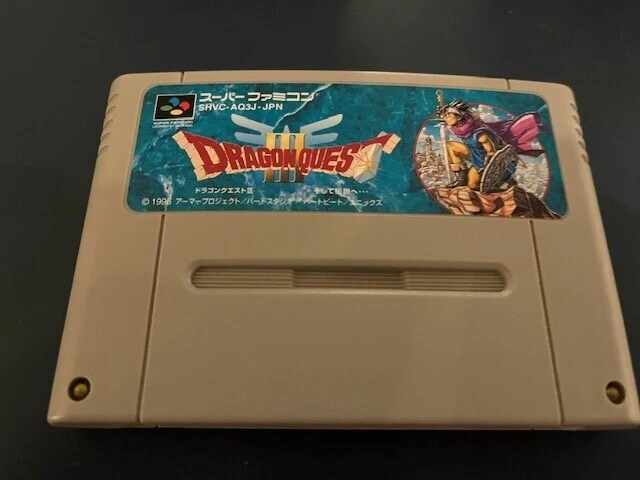 スーパーファミコン
SHVC-AQ3J-JPN
SUPER FAMICOM
DRAGON QUEST
III
ドラゴンクエストIII そして伝説へ…
© 1996 アーマープロジェクト/バードスタジオ/ハートビート/エニックス